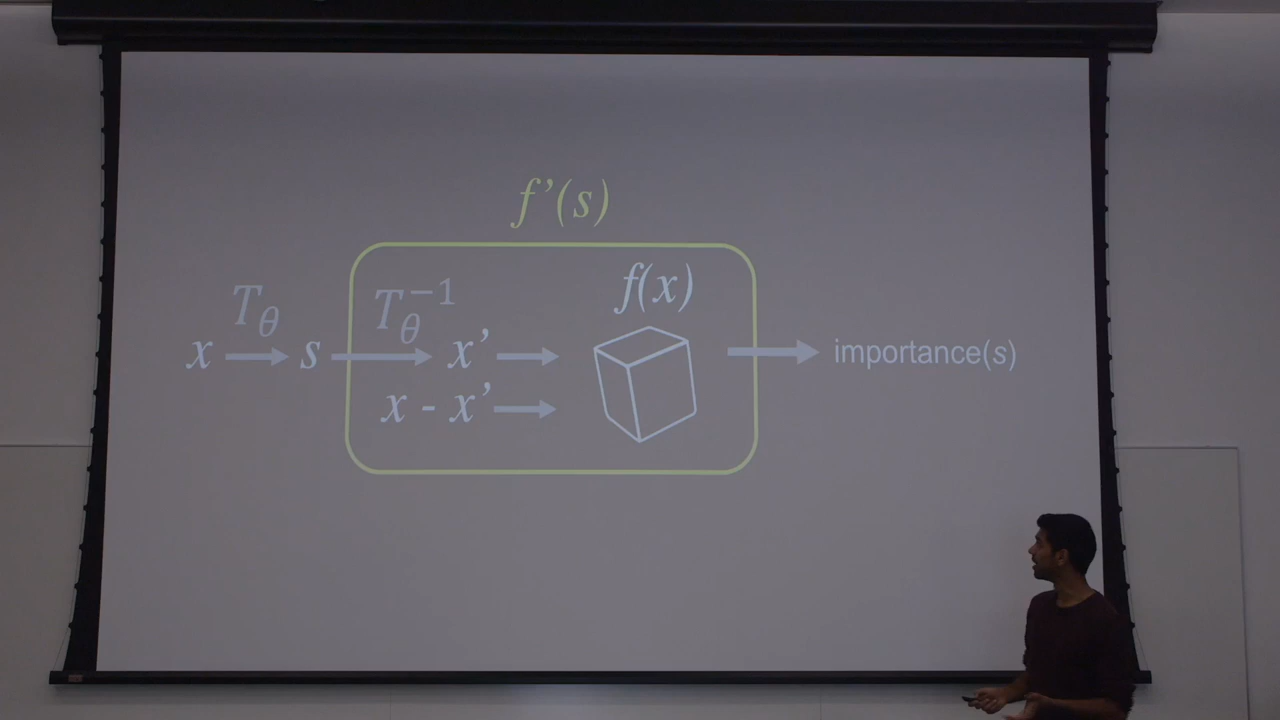 f'(s)
f(x)
T_θ T_θ^{-1}
x s x' importance(s)
x - x'